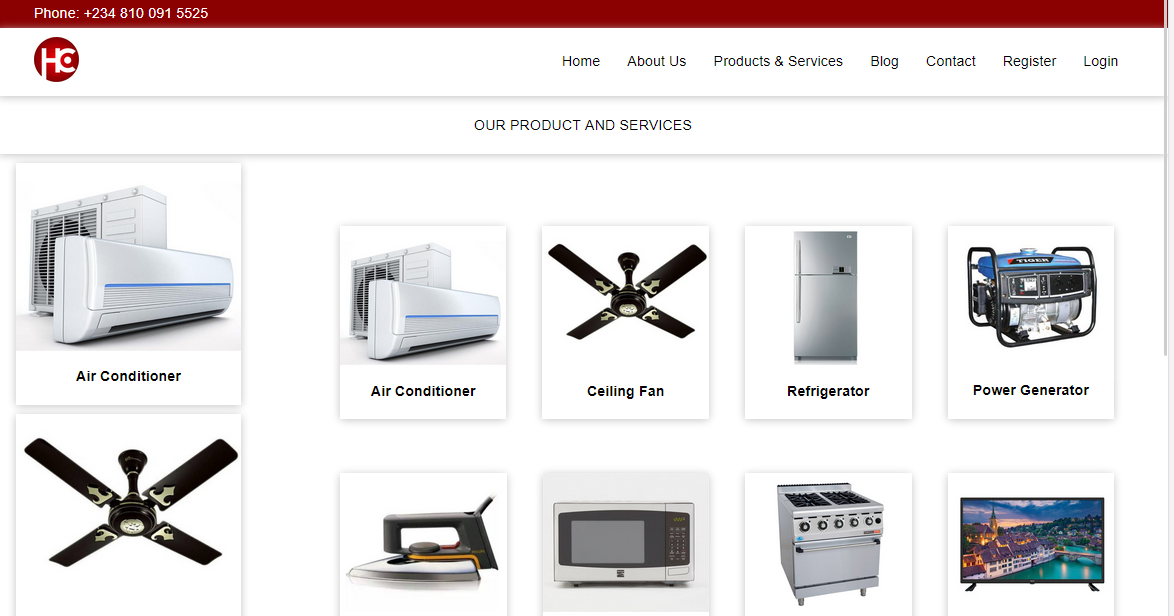 Phone: +234 810 091 5525
HC
Home About Us Products & Services Blog Contact Register Login
OUR PRODUCT AND SERVICES
Air Conditioner
Air Conditioner
Ceiling Fan
Refrigerator
TIGER
Power Generator